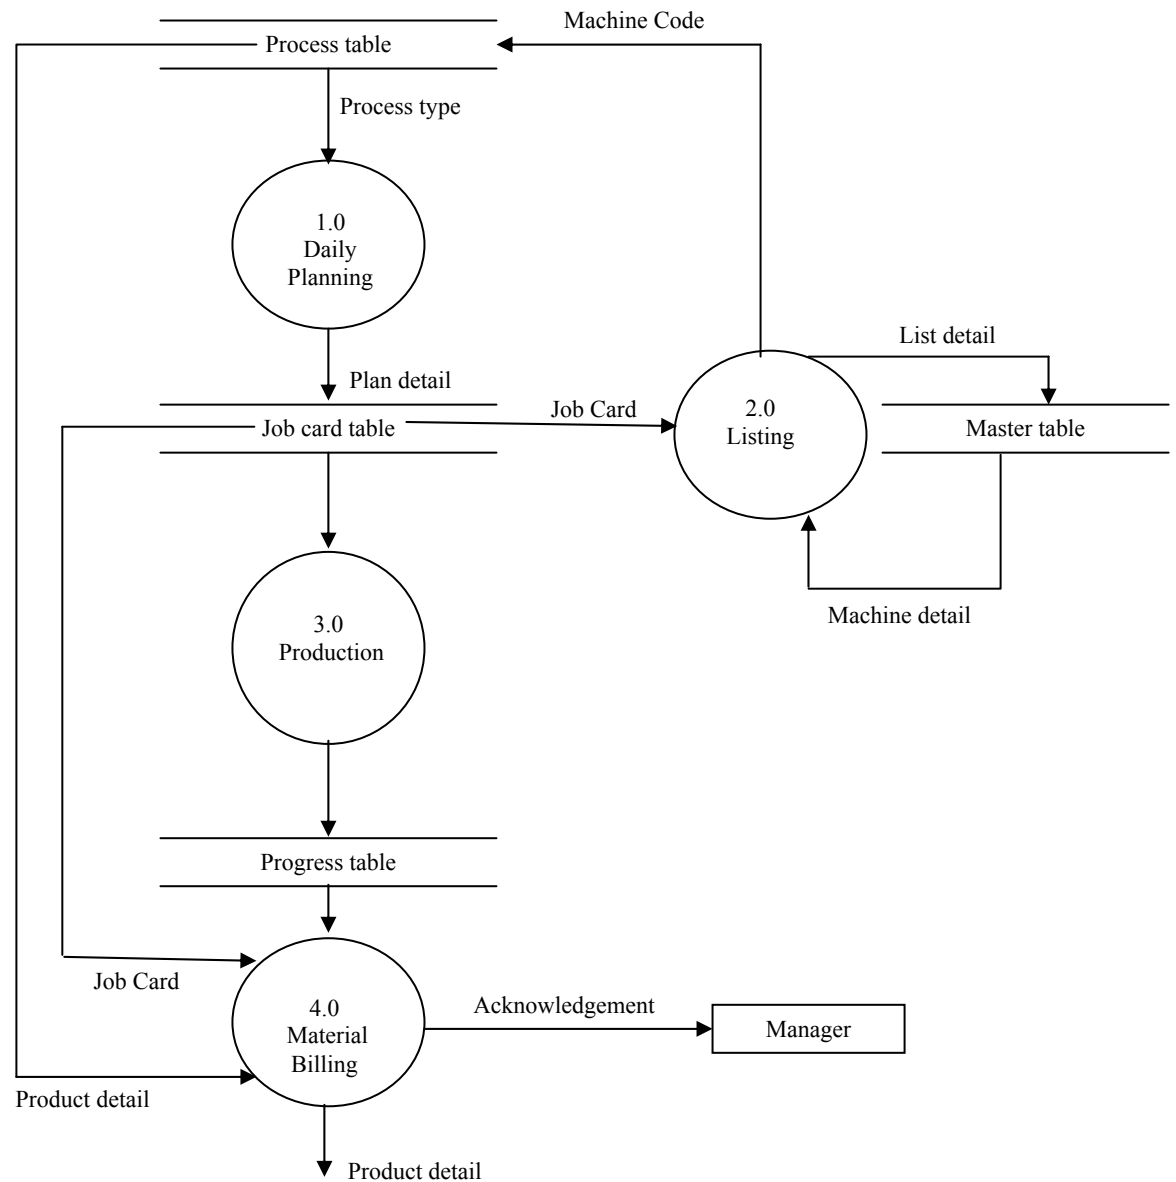 Machine Code
Process table
Process type
1.0
Daily
Planning
List detail
Plan detail
Job Card
2.0
Listing
Job card table
Master table
Machine detail
3.0
Production
Progress table
Job Card
4.0
Material
Billing
Acknowledgement
Manager
Product detail
Product detail